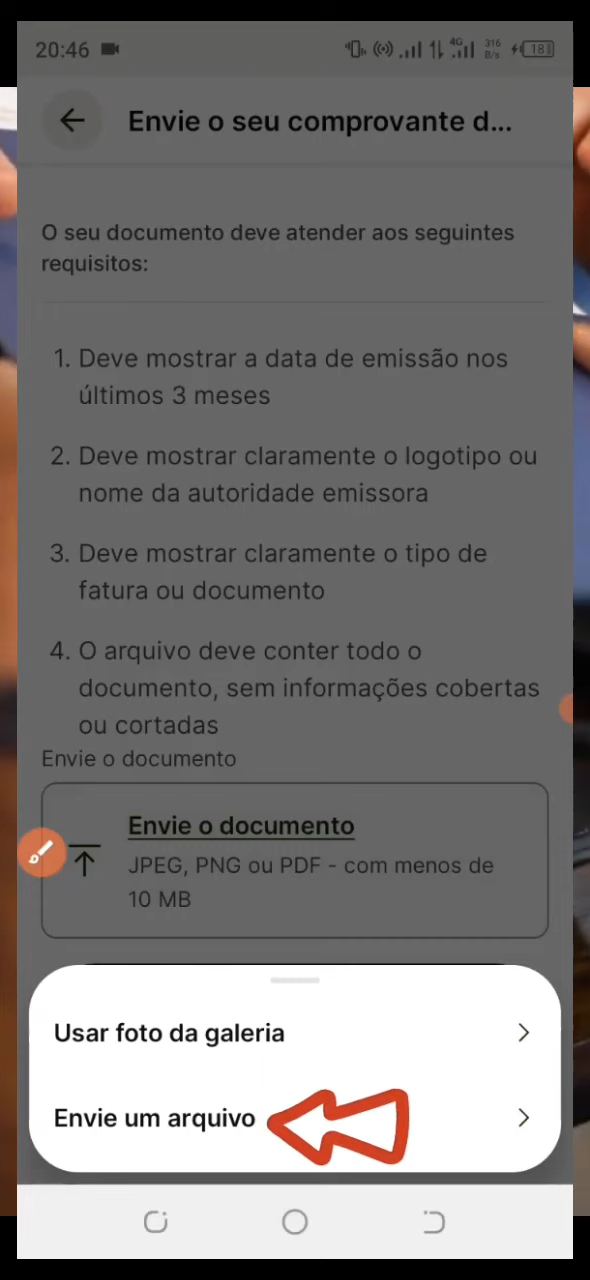 20:46
4G
316
B/s
18
Envie o seu comprovante d...
O seu documento deve atender aos seguintes
requisitos:
1. Deve mostrar a data de emissão nos
últimos 3 meses
2. Deve mostrar claramente o logotipo ou
nome da autoridade emissora
3. Deve mostrar claramente o tipo de
fatura ou documento
4. O arquivo deve conter todo o
documento, sem informações cobertas
ou cortadas
Envie o documento
Envie o documento
JPEG, PNG ou PDF - com menos de
10 MB
Usar foto da galeria
Envie um arquivo